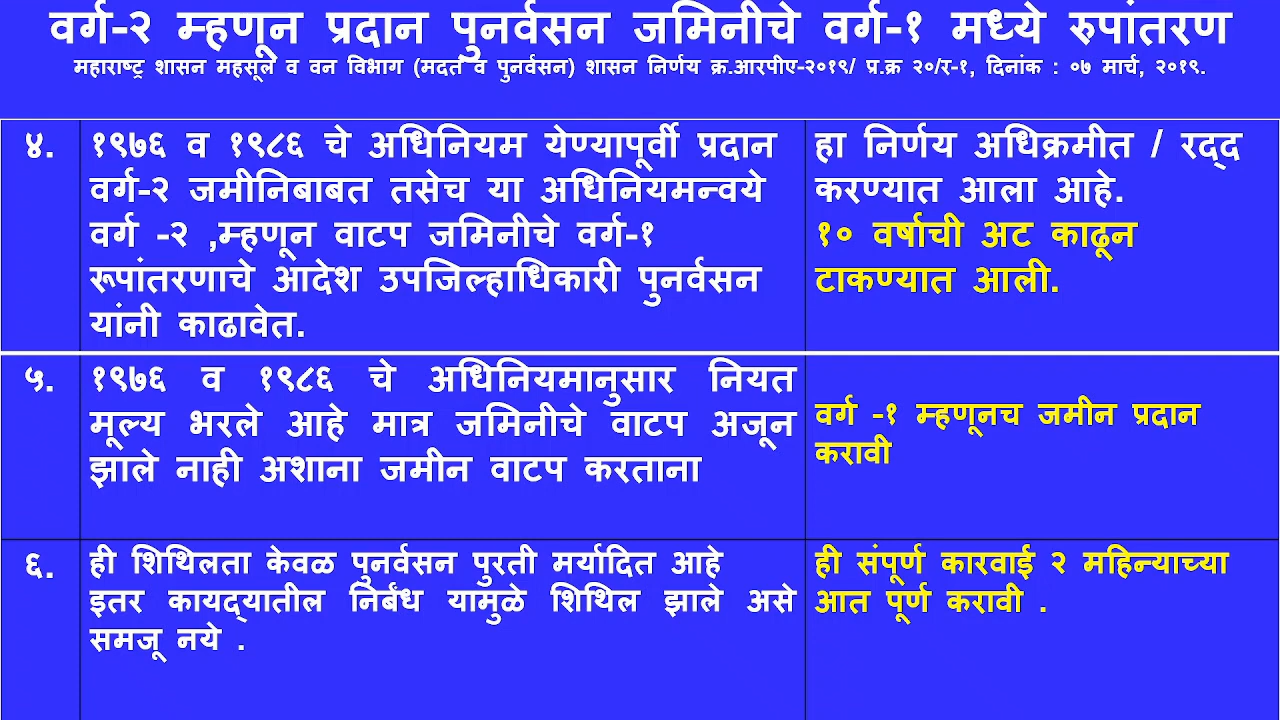 वर्ग-२ म्हणून प्रदान पुनर्वसन जमिनीचे वर्ग-१ मध्ये रुपांतरण
महाराष्ट्र शासन महसूल व वन विभाग (मदत व पुनर्वसन) शासन निर्णय क्र.आरपीए-२०१९/ प्र.क्र २०/र-१, दिनांक : ०७ मार्च, २०१९.
४.
१९७६ व १९८६ चे अधिनियम येण्यापूर्वी प्रदान
वर्ग-२ जमीनिबाबत तसेच या अधिनियमन्वये
वर्ग -२ ,म्हणून वाटप जमिनीचे वर्ग-१
रूपांतरणाचे आदेश उपजिल्हाधिकारी पुनर्वसन
यांनी काढावेत.
हा निर्णय अधिक्रमीत / रद्द
करण्यात आला आहे.
१० वर्षाची अट काढून
टाकण्यात आली.
५.
१९७६ व १९८६ चे अधिनियमानुसार नियत
मूल्य भरले आहे मात्र जमिनीचे वाटप अजून
झाले नाही अशाना जमीन वाटप करताना
वर्ग -१ म्हणूनच जमीन प्रदान
करावी
६.
ही शिथिलता केवळ पुनर्वसन पुरती मर्यादित आहे
इतर कायद्यातील निर्बंध यामुळे शिथिल झाले असे
समजू नये .
ही संपूर्ण कारवाई २ महिन्याच्या
आत पूर्ण करावी .